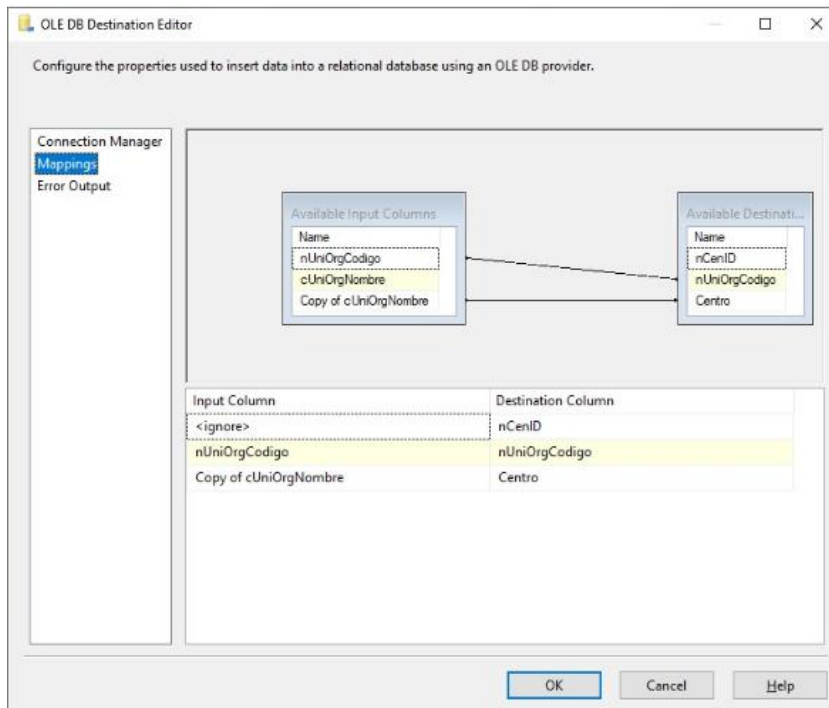 OLE DB Destination Editor
Configure the properties used to insert data into a relational database using an OLE DB provider.
Connection Manager
Mappings
Error Output
Available Input Columns
Name
nUniOrgCodigo
cUniOrgNombre
Copy of cUniOrgNombre
Available Destinati...
Name
nCenID
nUniOrgCodigo
Centro
Input Column Destination Column
<ignore> nCenID
nUniOrgCodigo nUniOrgCodigo
Copy of cUniOrgNombre Centro
OK Cancel Help